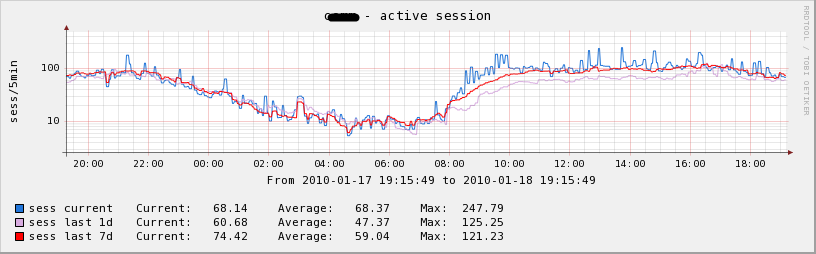 - active session
RRDTOOL / TOBI OETIKER
sess/5min
100
10
20:00 22:00 00:00 02:00 04:00 06:00 08:00 10:00 12:00 14:00 16:00 18:00
From 2010-01-17 19:15:49 to 2010-01-18 19:15:49
sess current Current: 68.14 Average: 68.37 Max: 247.79
sess last 1d Current: 60.68 Average: 47.37 Max: 125.25
sess last 7d Current: 74.42 Average: 59.04 Max: 121.23